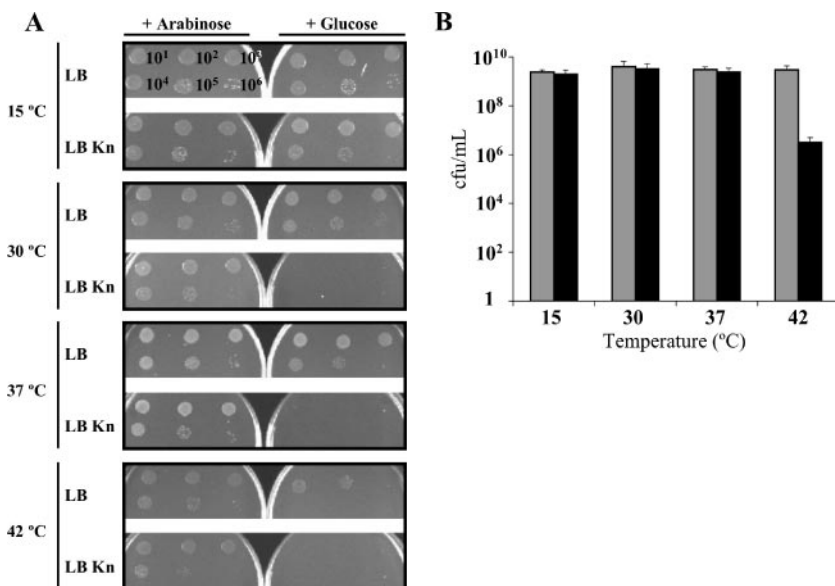 A
+ Arabinose
+ Glucose
15 ºC
LB
10¹ 10² 10³
10⁴ 10⁵ 10⁶
LB Kn
30 ºC
LB
LB Kn
37 ºC
LB
LB Kn
42 ºC
LB
LB Kn
B
cfu/mL
10¹⁰
10⁸
10⁶
10⁴
10²
1
15 30 37 42
Temperature (ºC)